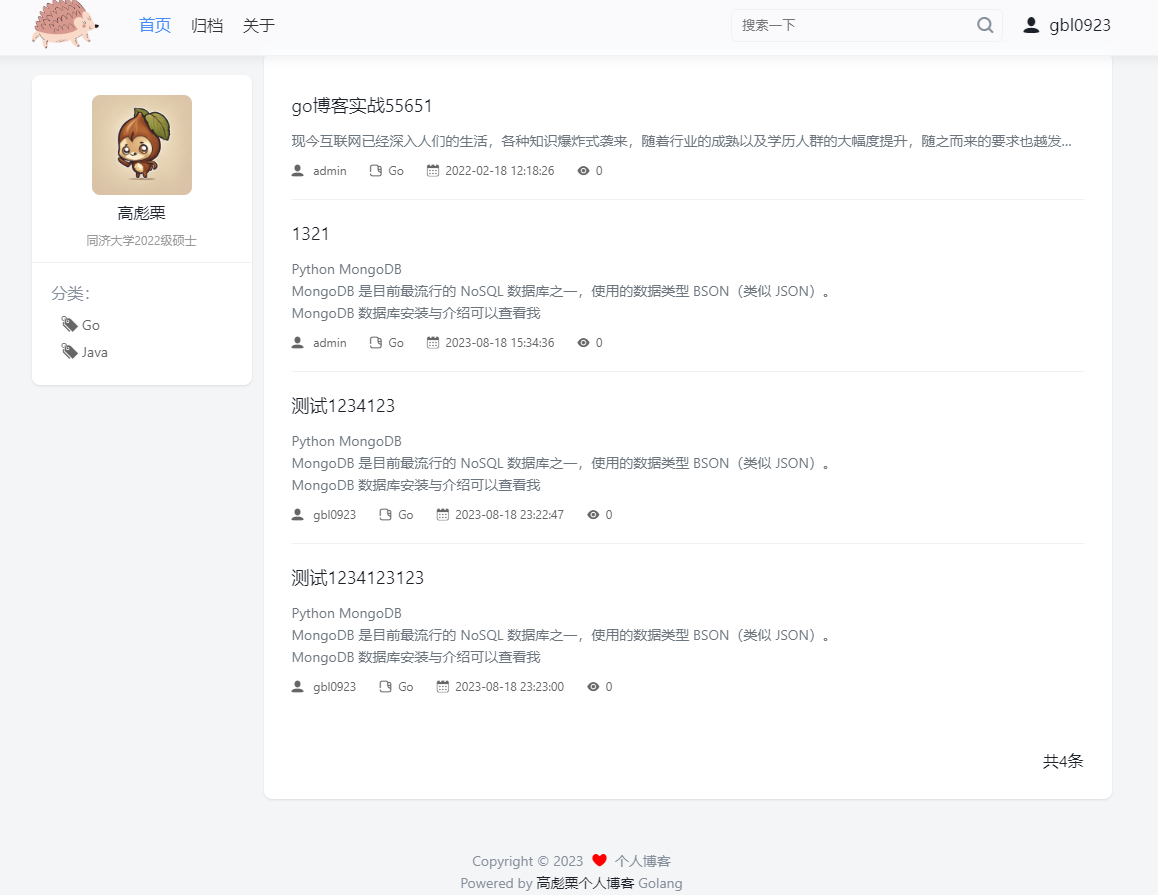 首页 归档 关于 搜索一下 gbl0923
高彪栗
同济大学2022级硕士
分类：
Go
Java
go博客实战55651
现今互联网已经深入人们的生活，各种知识爆炸式袭来，随着行业的成熟以及学历人群的大幅度提升，随之而来的要求也越发...
admin Go 2022-02-18 12:18:26 0
1321
Python MongoDB
MongoDB 是目前最流行的 NoSQL 数据库之一，使用的数据类型 BSON（类似 JSON）。
MongoDB 数据库安装与介绍可以查看我
admin Go 2023-08-18 15:34:36 0
测试1234123
Python MongoDB
MongoDB 是目前最流行的 NoSQL 数据库之一，使用的数据类型 BSON（类似 JSON）。
MongoDB 数据库安装与介绍可以查看我
gbl0923 Go 2023-08-18 23:22:47 0
测试1234123123
Python MongoDB
MongoDB 是目前最流行的 NoSQL 数据库之一，使用的数据类型 BSON（类似 JSON）。
MongoDB 数据库安装与介绍可以查看我
gbl0923 Go 2023-08-18 23:23:00 0
共4条
Copyright © 2023 ❤ 个人博客
Powered by 高彪栗个人博客 Golang